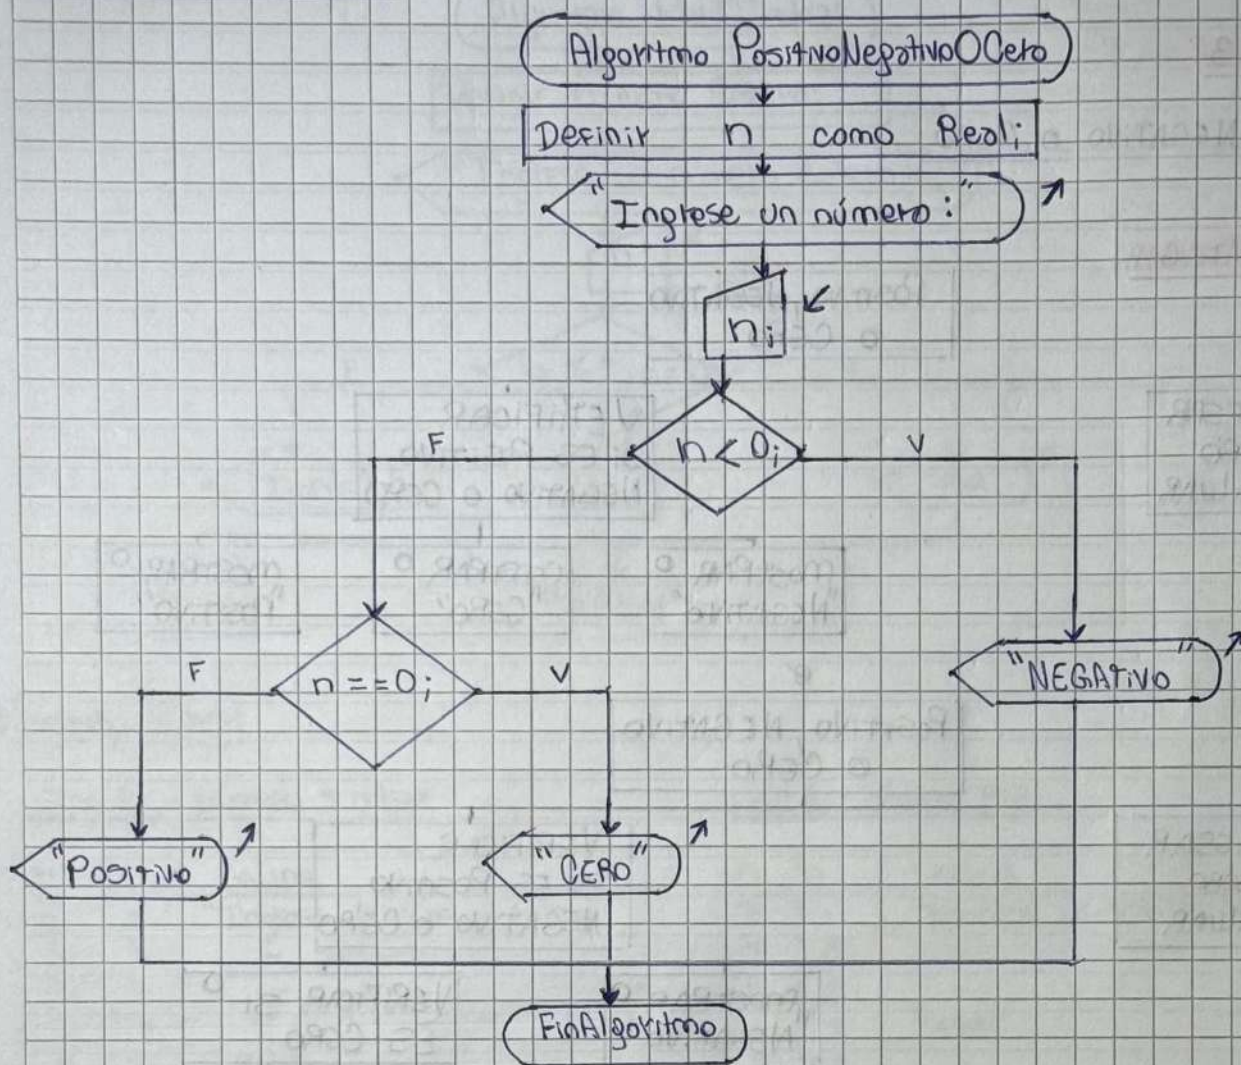 Algoritmo PositivoNegativoOCero
Definir n como Real;
"Ingrese un número:"
n;
n < 0;
F
V
n == 0;
F
V
"NEGATIVO"
"POSITIVO"
"CERO"
FinAlgoritmo